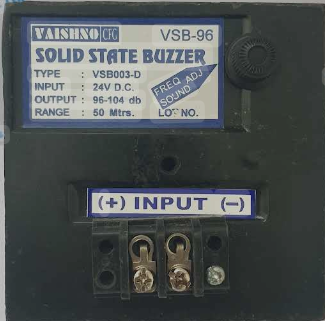 VAISHNO CFG VSB-96
SOLID STATE BUZZER
TYPE : VSB003-D
INPUT : 24V D.C.
OUTPUT : 96-104 db
RANGE : 50 Mtrs.
FREQ ADJ
SOUND
LOT NO.
(+) INPUT (–)